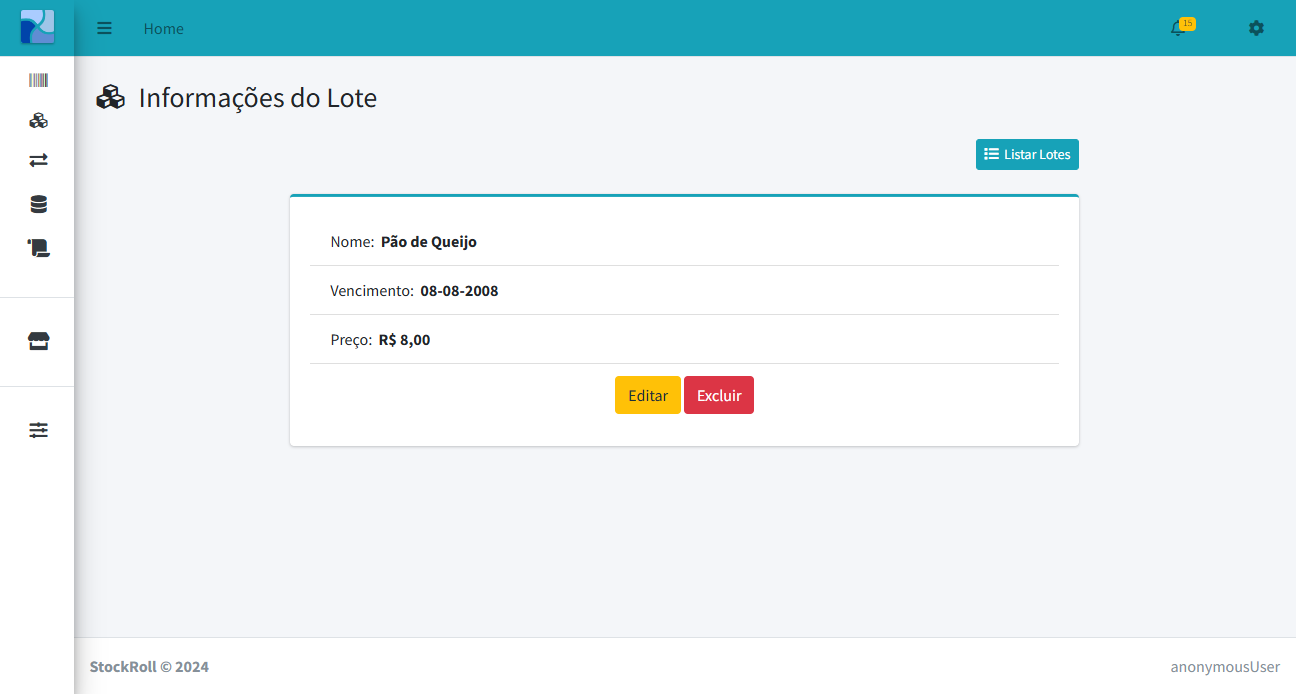 Home
15
Informações do Lote
Listar Lotes
Nome: Pão de Queijo
Vencimento: 08-08-2008
Preço: R$ 8,00
Editar Excluir
StockRoll © 2024
anonymousUser